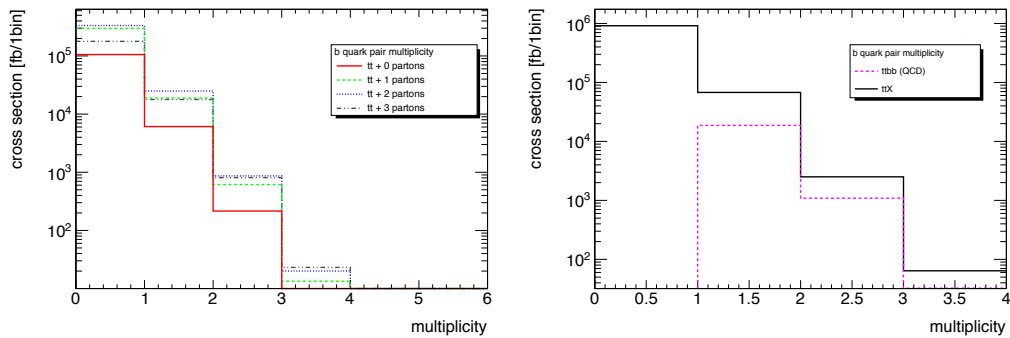 cross section [fb/1bin]
10^5
10^4
10^3
10^2
b quark pair multiplicity
tt + 0 partons
tt + 1 partons
tt + 2 partons
tt + 3 partons
0 1 2 3 4 5 6
multiplicity
cross section [fb/1bin]
10^6
10^5
10^4
10^3
10^2
b quark pair multiplicity
ttbb (QCD)
ttX
0 0.5 1 1.5 2 2.5 3 3.5 4
multiplicity